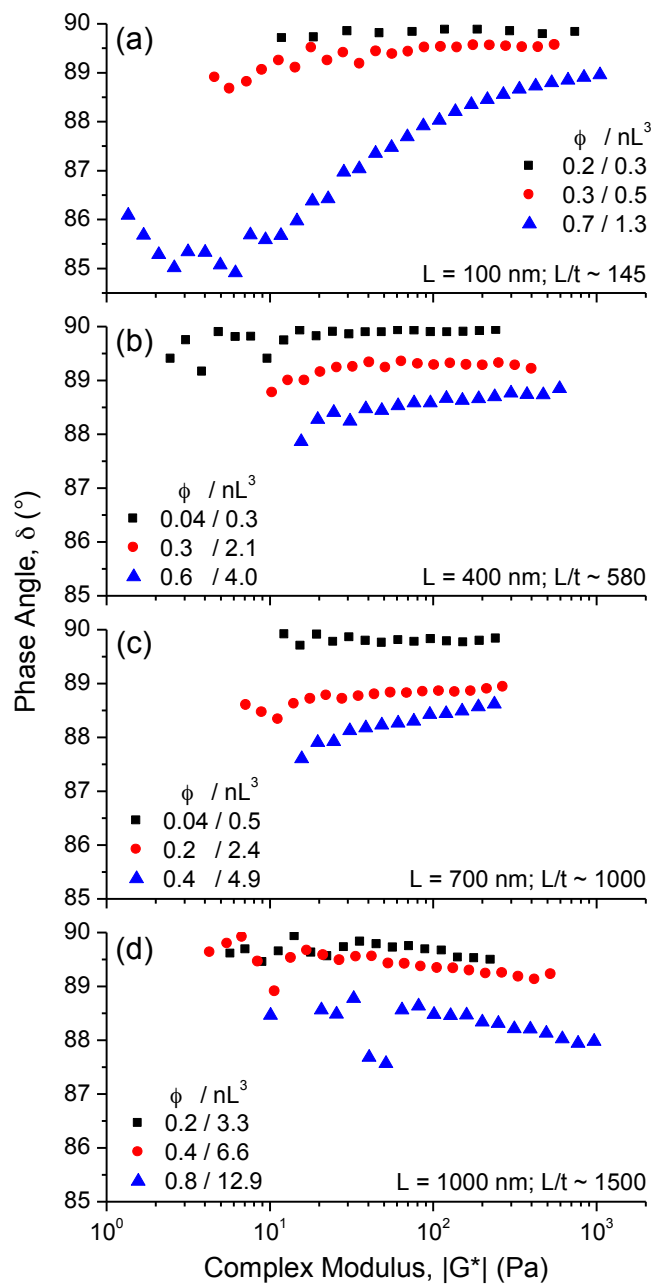 Phase Angle, δ (°)
(a)
90
89
88
87
86
85
ϕ / nL³
0.2 / 0.3
0.3 / 0.5
0.7 / 1.3
L = 100 nm; L/t ~ 145
(b)
90
89
88
87
86
85
ϕ / nL³
0.04 / 0.3
0.3 / 2.1
0.6 / 4.0
L = 400 nm; L/t ~ 580
(c)
90
89
88
87
86
85
ϕ / nL³
0.04 / 0.5
0.2 / 2.4
0.4 / 4.9
L = 700 nm; L/t ~ 1000
(d)
90
89
88
87
86
85
ϕ / nL³
0.2 / 3.3
0.4 / 6.6
0.8 / 12.9
L = 1000 nm; L/t ~ 1500
10⁰ 10¹ 10² 10³
Complex Modulus, |G*| (Pa)